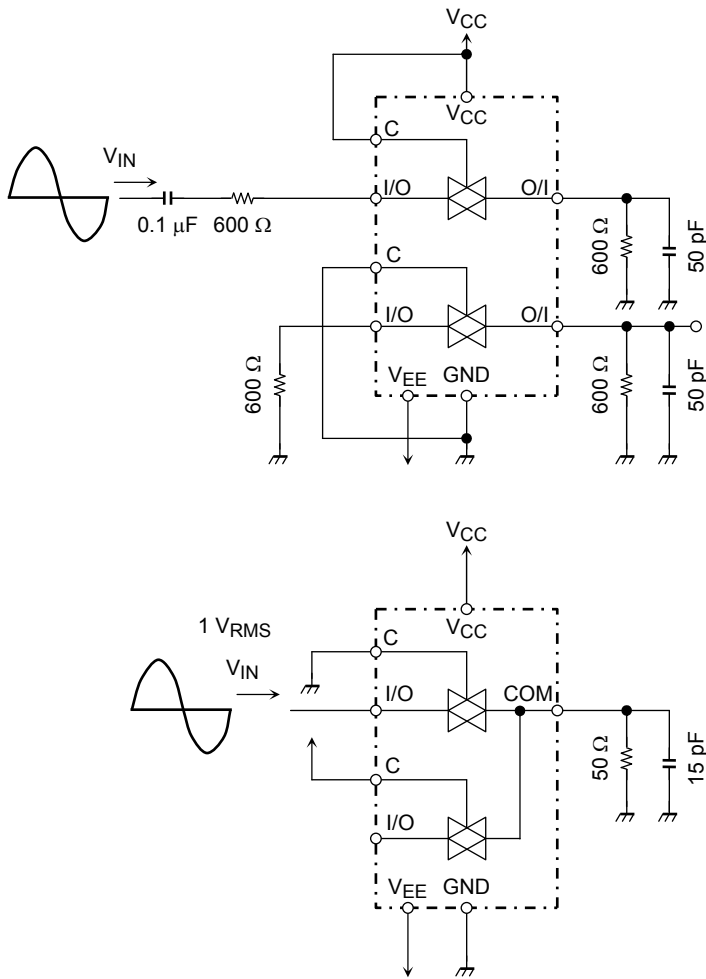 VCC
VCC
C
VIN
I/O
O/I
0.1 µF
600 Ω
600 Ω
50 pF
C
I/O
O/I
600 Ω
VEE
GND
600 Ω
50 pF
VCC
VCC
1 VRMS
C
VIN
I/O
COM
50 Ω
15 pF
C
I/O
VEE
GND